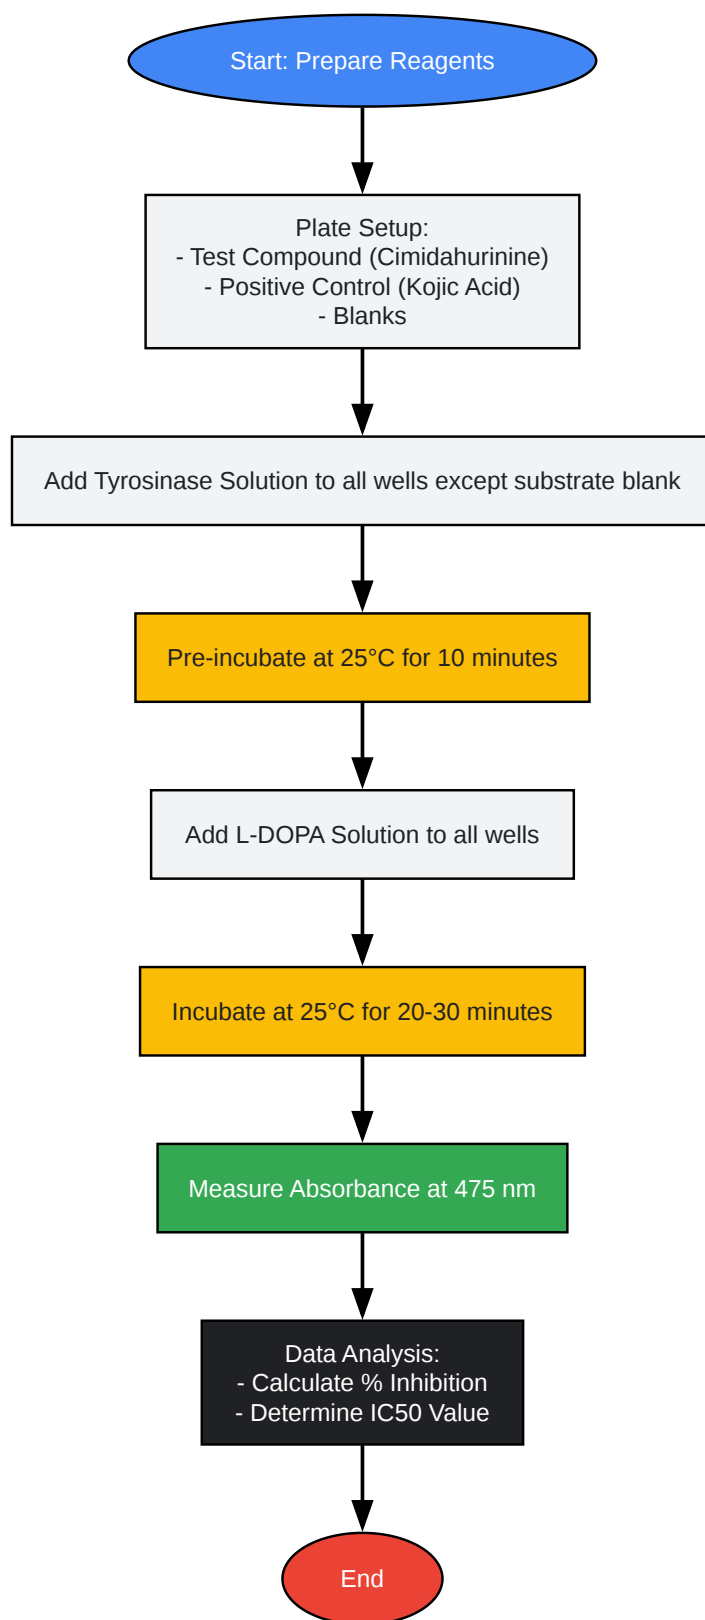 Start: Prepare Reagents
Plate Setup:
- Test Compound (Cimidahurinine)
- Positive Control (Kojic Acid)
- Blanks
Add Tyrosinase Solution to all wells except substrate blank
Pre-incubate at 25°C for 10 minutes
Add L-DOPA Solution to all wells
Incubate at 25°C for 20-30 minutes
Measure Absorbance at 475 nm
Data Analysis:
- Calculate % Inhibition
- Determine IC50 Value
End